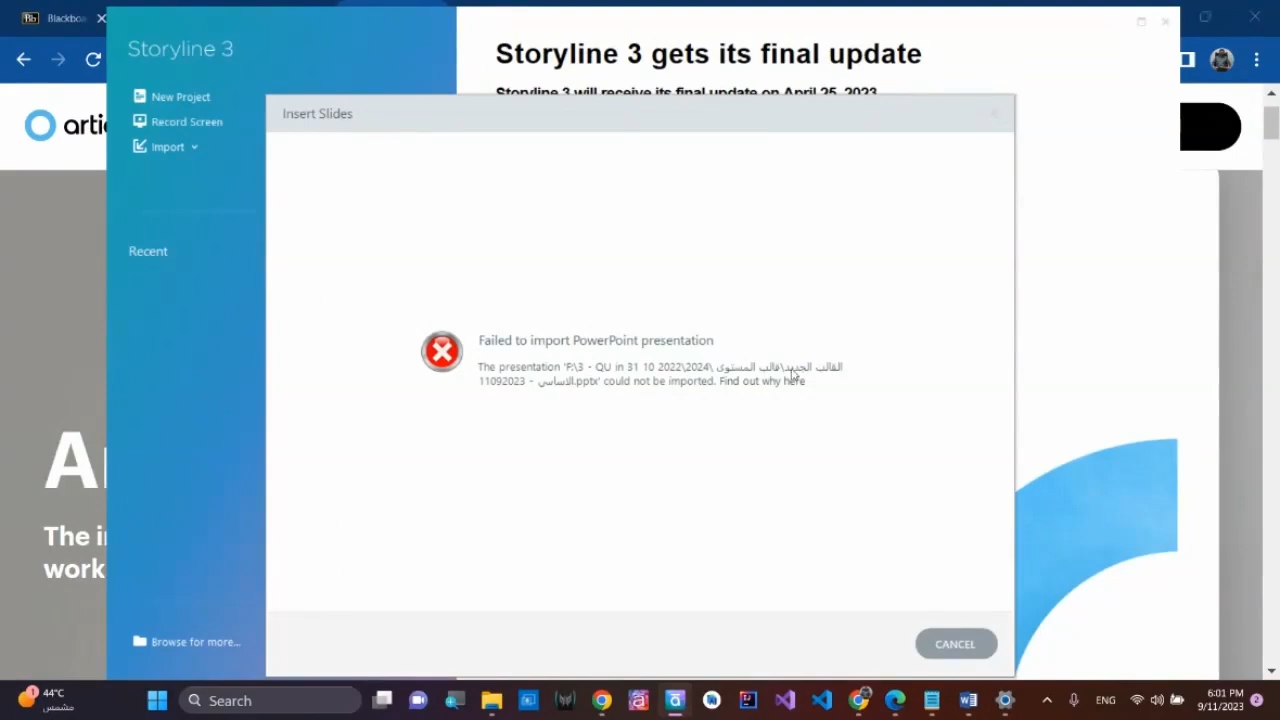 Blackboa
Storyline 3
Storyline 3 gets its final update
Storyline 3 will receive its final update on April 25, 2023
New Project
Record Screen
Import
Insert Slides
arti
Recent
Failed to import PowerPoint presentation
The presentation 'F:\3 - QU in 31 10 2022\2024\القالب الجديد\قالب المستوى
الاساسي - 11092023.pptx' could not be imported. Find out why here
A
The i
work
Browse for more...
CANCEL
44°C
مشمس
Search
ENG
6:01 PM
9/11/2023